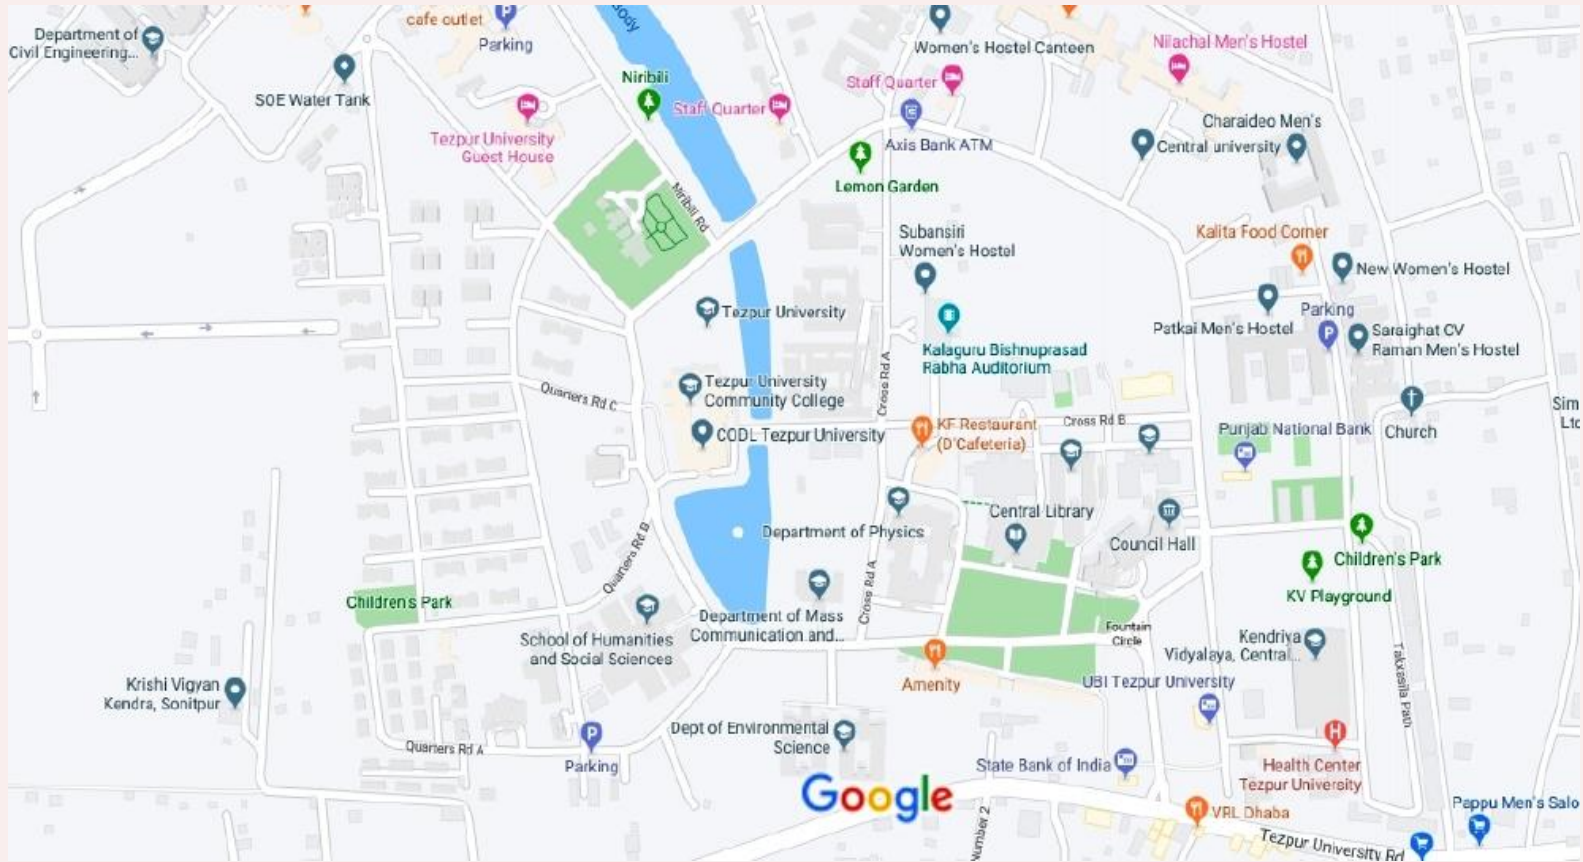 cafe outlet
ody
Department of
Civil Engineering...
Parking
Women's Hostel Canteen
Nilachal Men's Hostel
SOE Water Tank
Niribili
Staff Quarter
Staff Quarter
Tezpur University
Guest House
Axis Bank ATM
Charaideo Men's
Central university
Lemon Garden
Niribili Rd
Subansiri
Women's Hostel
Kalita Food Corner
New Women's Hostel
Tezpur University
Patkai Men's Hostel
Parking
Saraighat CV
Raman Men's Hostel
Kalaguru Bishnuprasad
Rabha Auditorium
Cross Rd A
Quarters Rd C
Tezpur University
Community College
CODL Tezpur University
KF Restaurant
(D'Cafeteria)
Cross Rd B
Punjab National Bank
Church
Sim
Ltd
Department of Physics
Central Library
Council Hall
Quarters Rd B
Children's Park
KV Playground
Children's Park
Cross Rd A
Department of Mass
Communication and...
School of Humanities
and Social Sciences
Fountain
Circle
Kendriya
Vidyalaya, Central...
Amenity
UBI Tezpur University
Takxasila Path
Krishi Vigyan
Kendra, Sonitpur
Dept of Environmental
Science
Quarters Rd A
Parking
State Bank of India
Health Center
Tezpur University
Google
Number 2
VRL Dhaba
Tezpur University Rd
Pappu Men's Salo